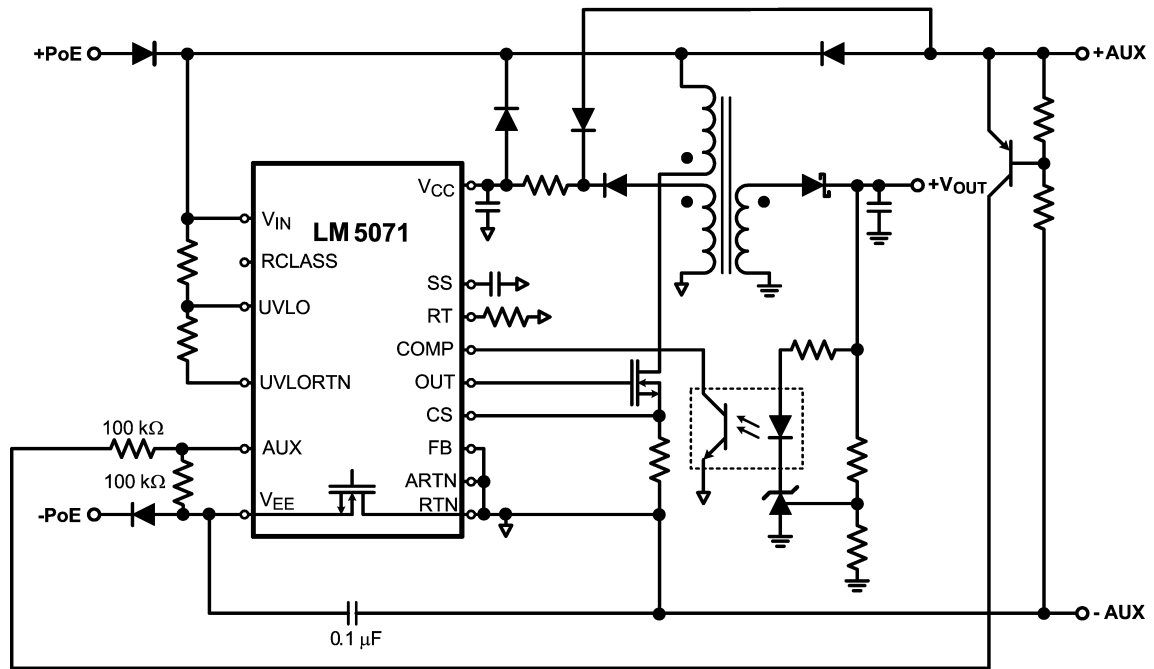 +PoE
+AUX
VCC
+VOUT
LM5071
VIN
RCLASS
SS
UVLO
RT
COMP
UVLORTN
OUT
CS
100 kΩ
AUX
FB
100 kΩ
ARTN
VEE
RTN
-PoE
- AUX
0.1 μF